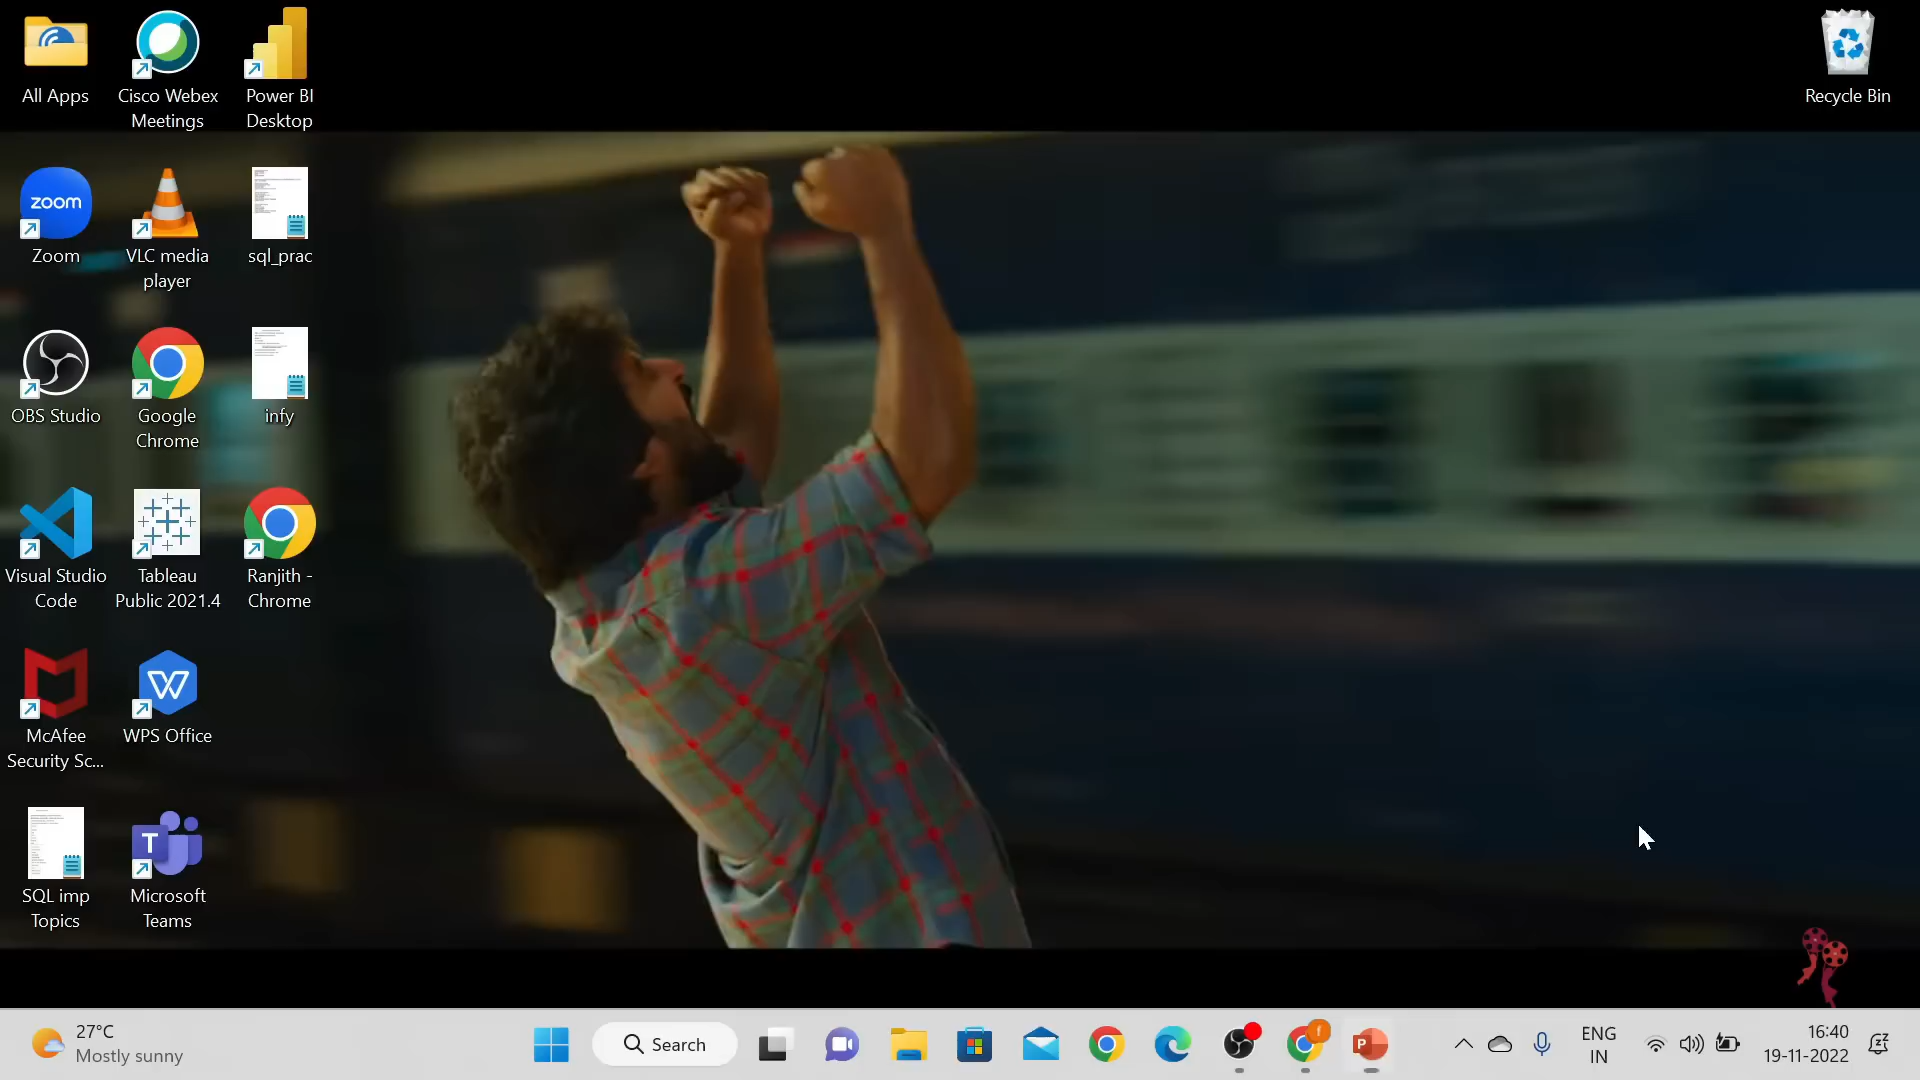 All Apps
Cisco Webex
Meetings
Power BI
Desktop
Recycle Bin
zoom
Zoom
VLC media
player
sql_prac
OBS Studio
Google
Chrome
infy
Visual Studio
Code
Tableau
Public 2021.4
Ranjith -
Chrome
McAfee
Security Sc...
W
WPS Office
SQL imp
Topics
T
Microsoft
Teams
27°C
Mostly sunny
Search
f
P
ENG
IN
16:40
19-11-2022